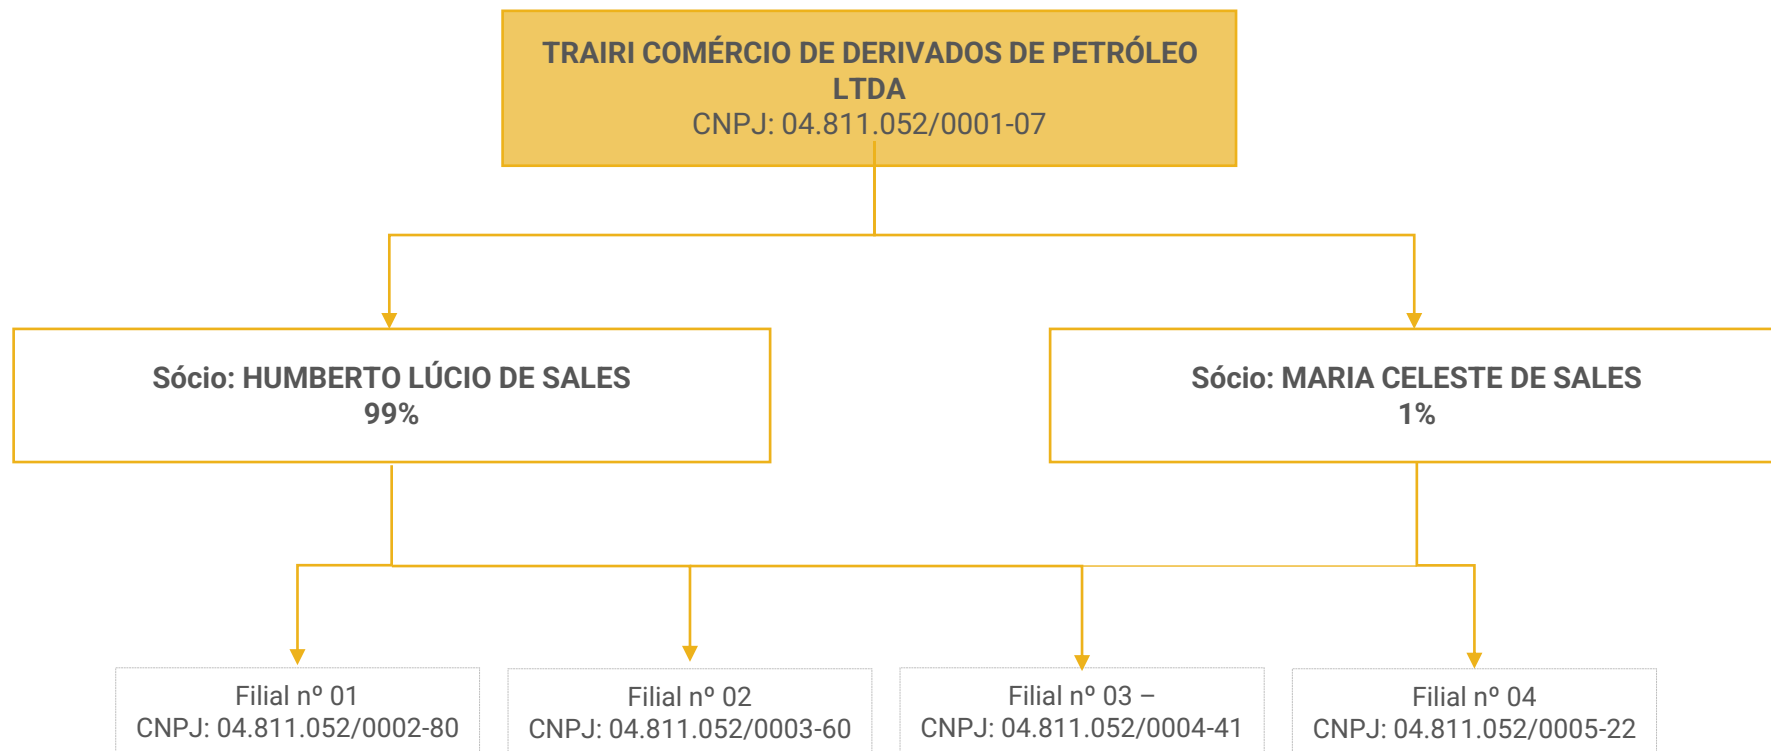 TRAIRI COMÉRCIO DE DERIVADOS DE PETRÓLEO
LTDA
CNPJ: 04.811.052/0001-07
Sócio: HUMBERTO LÚCIO DE SALES
99%
Sócio: MARIA CELESTE DE SALES
1%
Filial nº 01
CNPJ: 04.811.052/0002-80
Filial nº 02
CNPJ: 04.811.052/0003-60
Filial nº 03 –
CNPJ: 04.811.052/0004-41
Filial nº 04
CNPJ: 04.811.052/0005-22